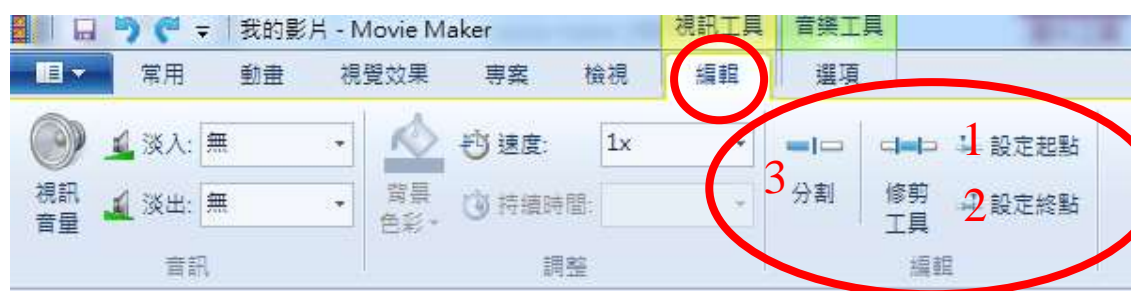 我的影片 - Movie Maker
視訊工具
音樂工具
常用
動畫
視覺效果
專案
檢視
編輯
選項
視訊
音量
淡入: 無
淡出: 無
音訊
背景
色彩
速度: 1x
持續時間:
調整
3
分割
修剪
工具
1
設定起點
2
設定終點
編輯